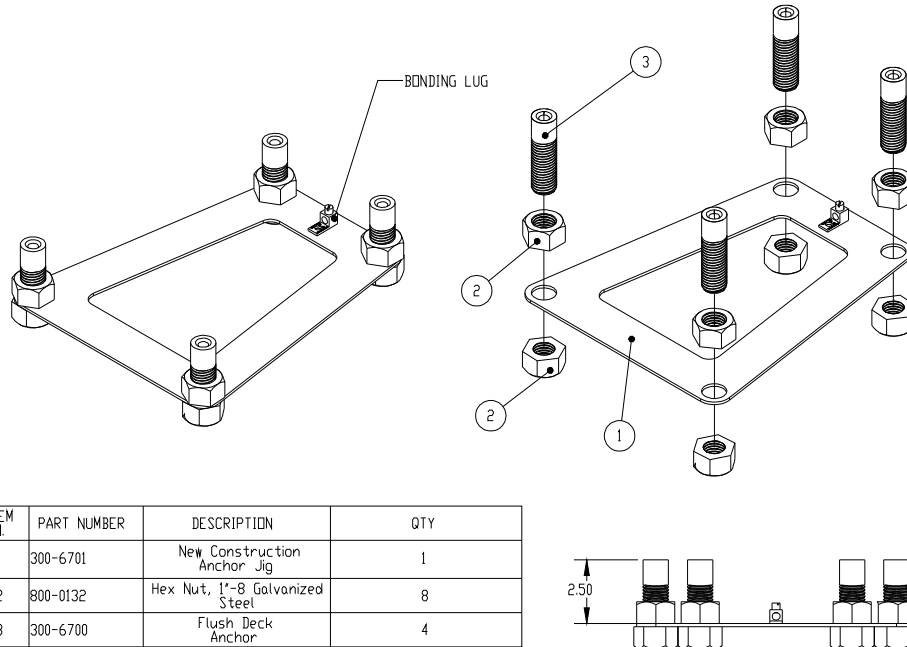 BONDING LUG
3
2
2
1
EM PART NUMBER DESCRIPTION QTY
300-6701 New Construction 1
Anchor Jig
2 800-0132 Hex Nut, 1"-8 Galvanized 8
Steel
3 300-6700 Flush Deck 4
Anchor
2.50